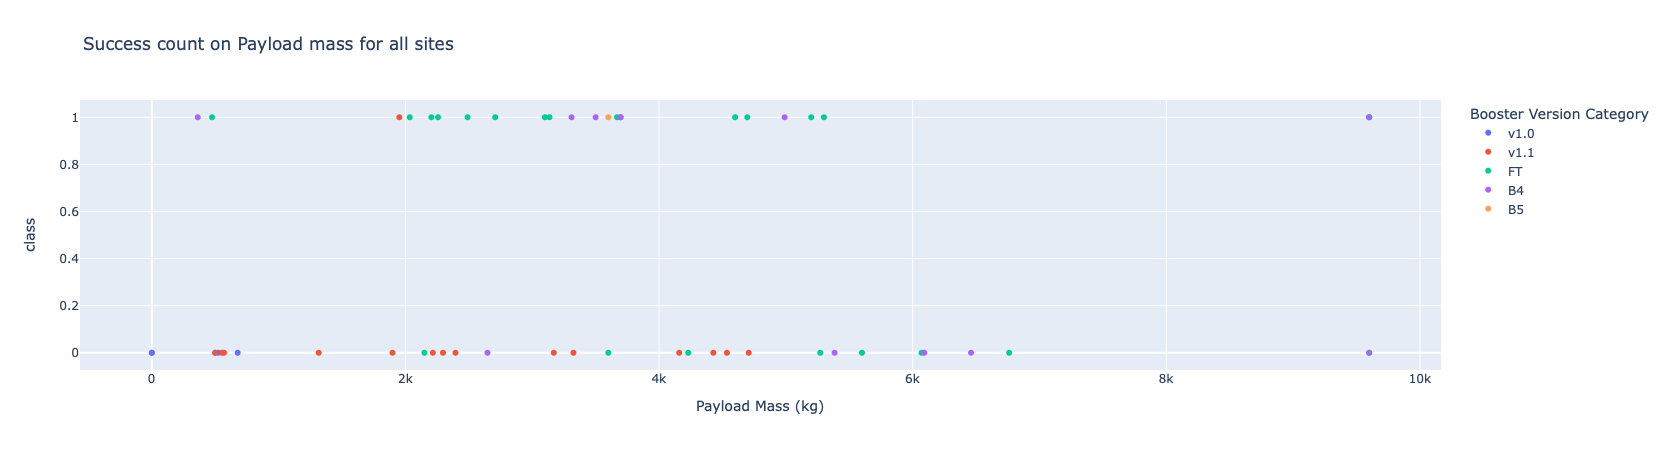 Success count on Payload mass for all sites
Booster Version Category
v1.0
v1.1
FT
B4
B5
class
1
0.8
0.6
0.4
0.2
0
0 2k 4k 6k 8k 10k
Payload Mass (kg)